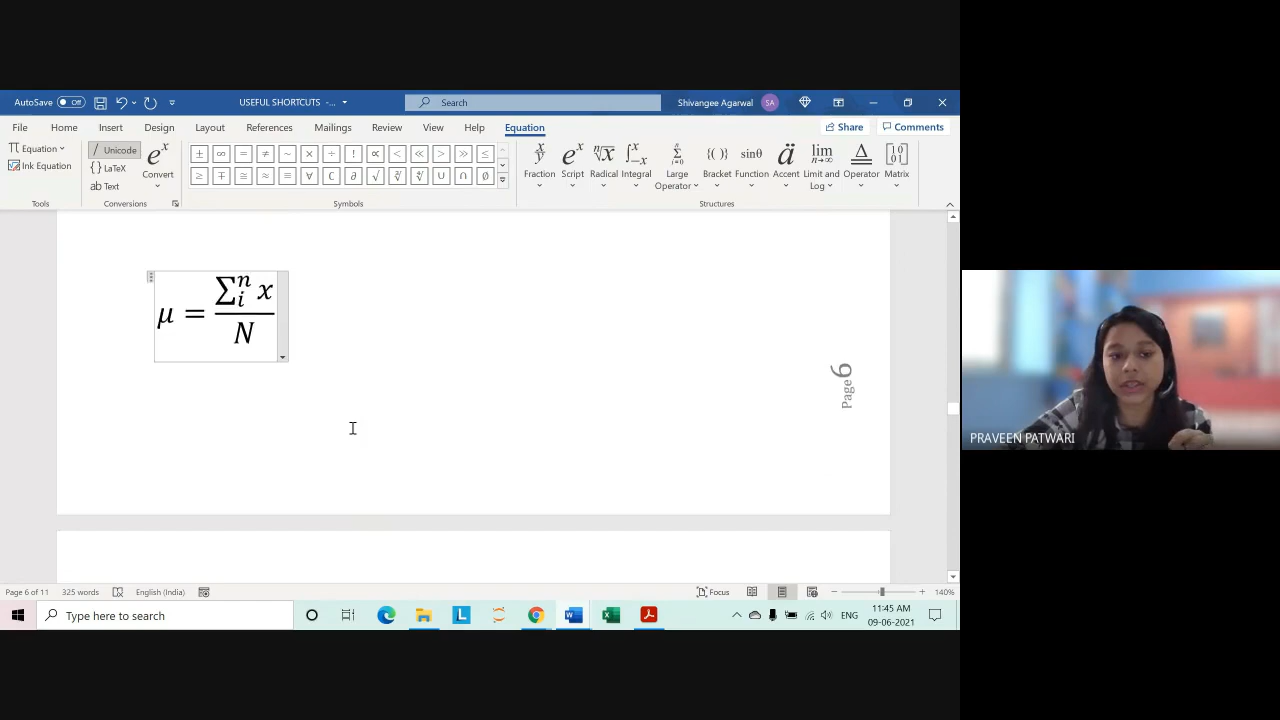 AutoSave Off USEFUL SHORTCUTS -... Search Shivangee Agarwal SA
File Home Insert Design Layout References Mailings Review View Help Equation Share Comments
Equation
Ink Equation
Tools
Unicode
LaTeX
Text
Convert
Conversions
± ∞ = ≠ ~ × ÷ ! ∝ < ≪ > ≫ ≤
≥ ∓ ≅ ≈ ≡ ∀ ∁ ∂ √ ∛ ∜ ∪ ∩ ∅
Symbols
Fraction Script Radical Integral Large Operator Bracket Function Accent Limit and Log Operator Matrix
Structures
μ = ∑ᵢⁿ x / N
Page 6
PRAVEEN PATWARI
Page 6 of 11 325 words English (India) Focus 140%
Type here to search ENG 11:45 AM
09-06-2021